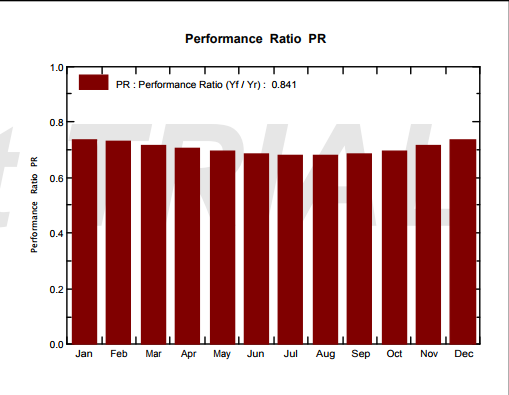 Performance Ratio PR
PR : Performance Ratio (Yf / Yr) : 0.841
Performance Ratio PR
1.0
0.8
0.6
0.4
0.2
0.0
Jan Feb Mar Apr May Jun Jul Aug Sep Oct Nov Dec
TRIAL